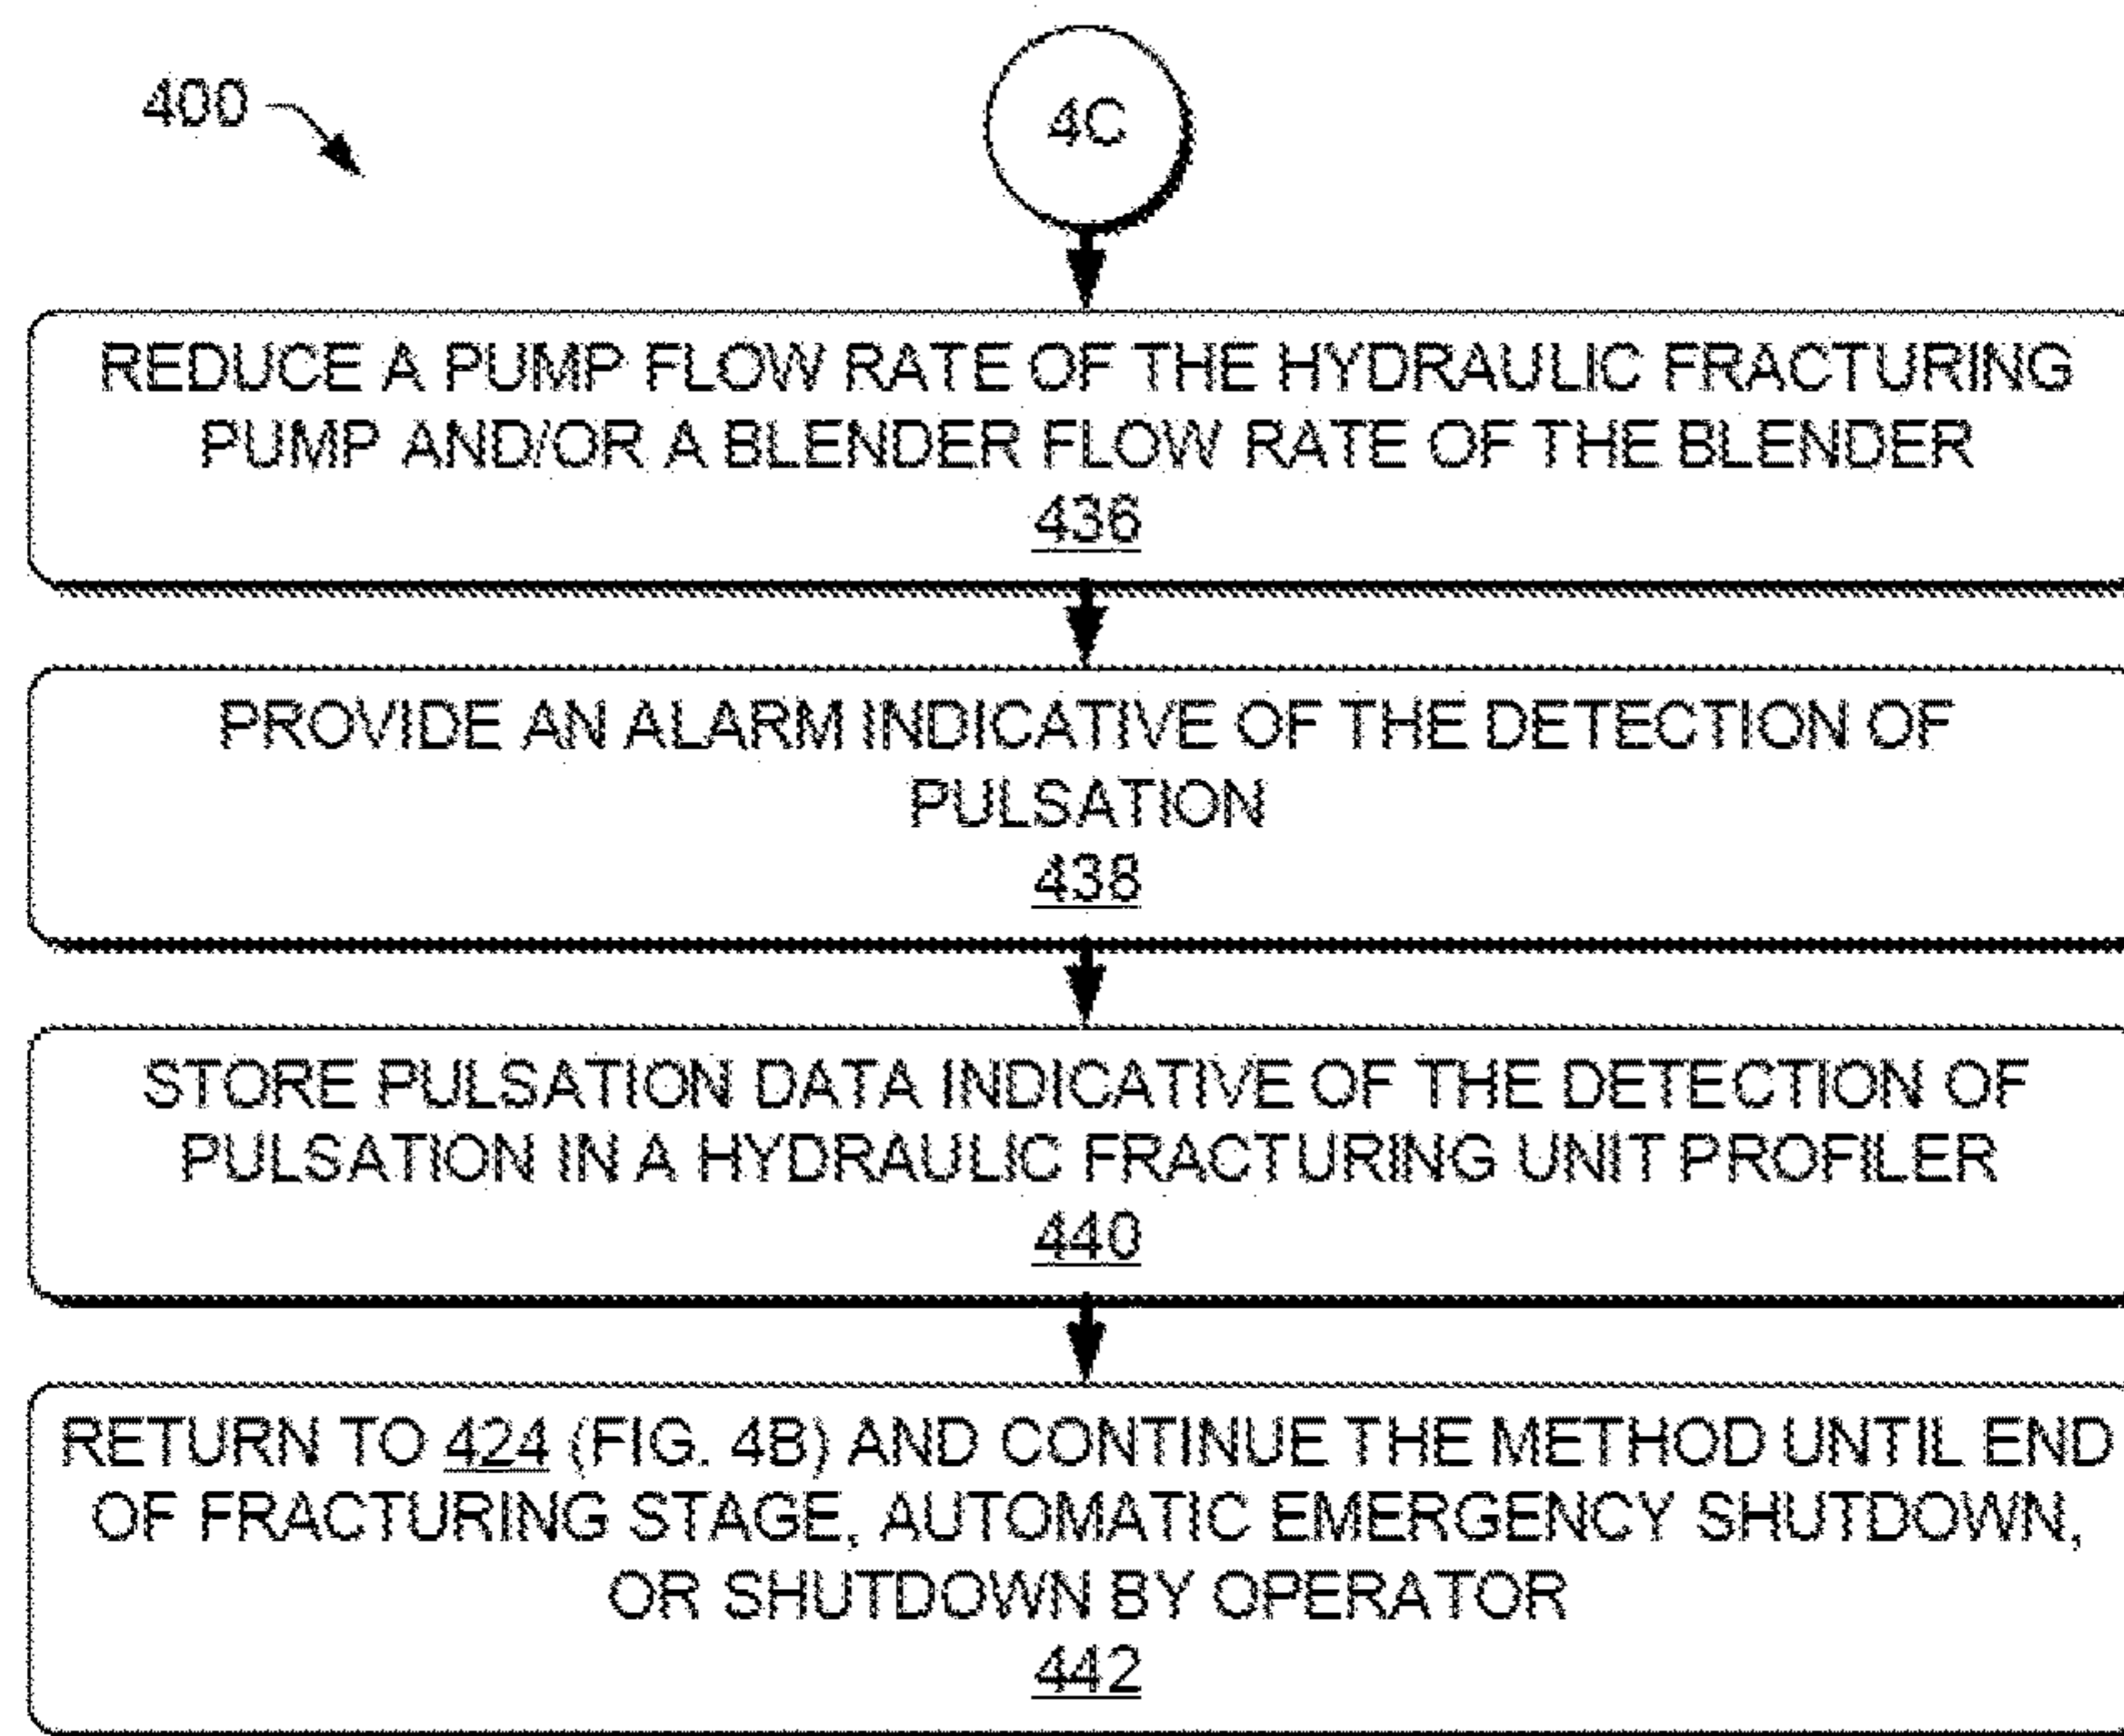 400
4C
REDUCE A PUMP FLOW RATE OF THE HYDRAULIC FRACTURING
PUMP AND/OR A BLENDER FLOW RATE OF THE BLENDER
436
PROVIDE AN ALARM INDICATIVE OF THE DETECTION OF
PULSATION
438
STORE PULSATION DATA INDICATIVE OF THE DETECTION OF
PULSATION IN A HYDRAULIC FRACTURING UNIT PROFILER
440
RETURN TO 424 (FIG. 4B) AND CONTINUE THE METHOD UNTIL END
OF FRACTURING STAGE, AUTOMATIC EMERGENCY SHUTDOWN,
OR SHUTDOWN BY OPERATOR
442